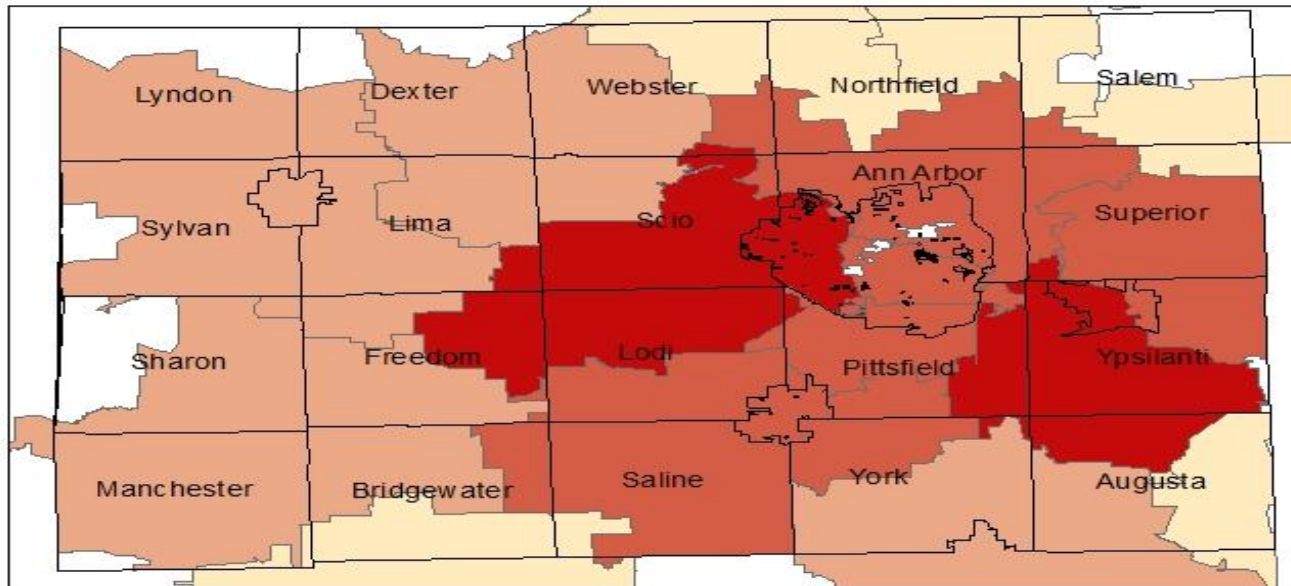 Lyndon
Dexter
Webster
Northfield
Salem
Sylvan
Lima
Scio
Ann Arbor
Superior
Sharon
Freedom
Lodi
Pittsfield
Ypsilanti
Manchester
Bridgewater
Saline
York
Augusta